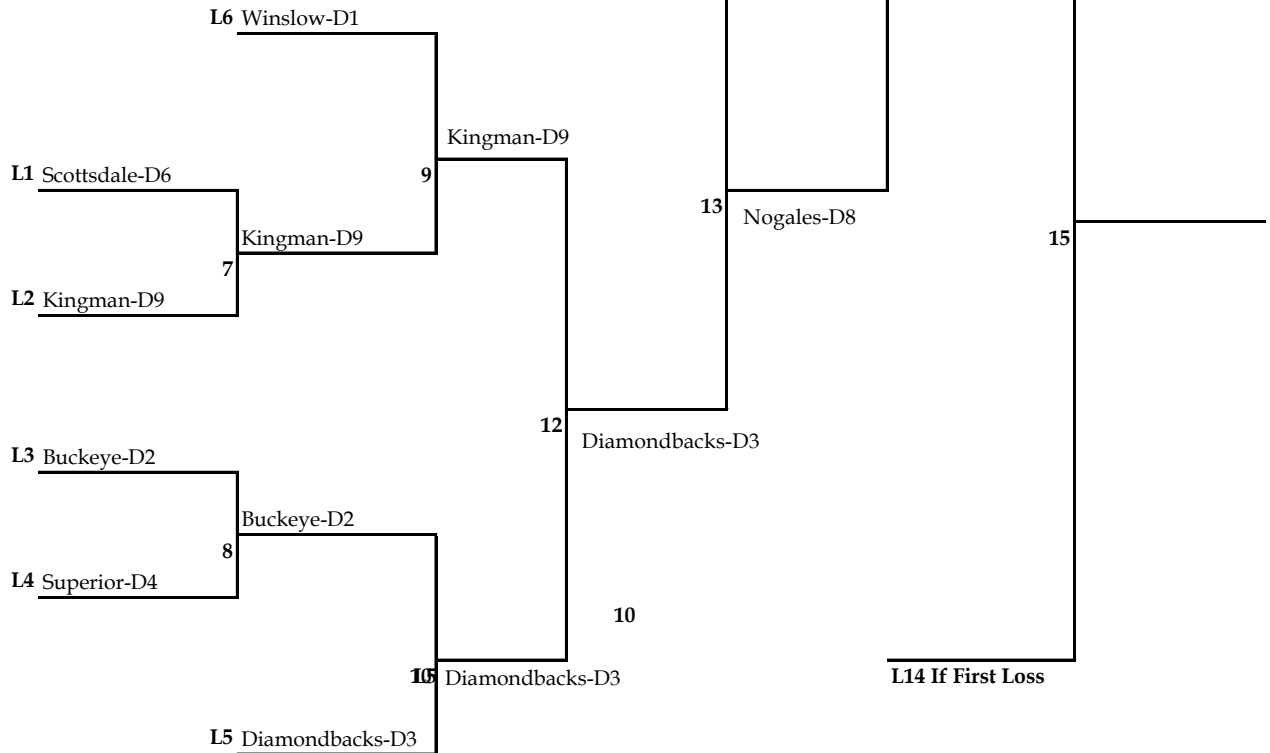 L6 Winslow-D1
Kingman-D9
L1 Scottsdale-D6
9
13
Nogales-D8
Kingman-D9
15
7
L2 Kingman-D9
12
Diamondbacks-D3
L3 Buckeye-D2
Buckeye-D2
8
L4 Superior-D4
10
10 L5 Diamondbacks-D3
L14 If First Loss
L5 Diamondbacks-D3